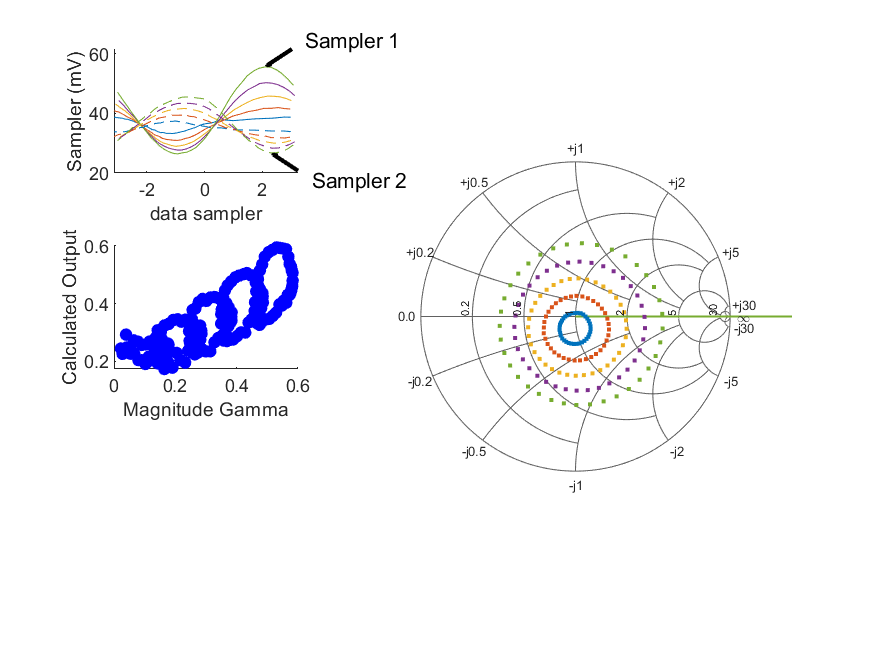 Sampler 1
Sampler (mV)
60
40
20
-2
0
2
data sampler
Sampler 2
Calculated Output
0.6
0.4
0.2
0
0.2
0.4
0.6
Magnitude Gamma
+j1
+j0.5
+j2
+j0.2
+j5
0.0
0.2
0.5
1
2
5
30
∞
+j30
-j30
-j0.2
-j5
-j0.5
-j2
-j1